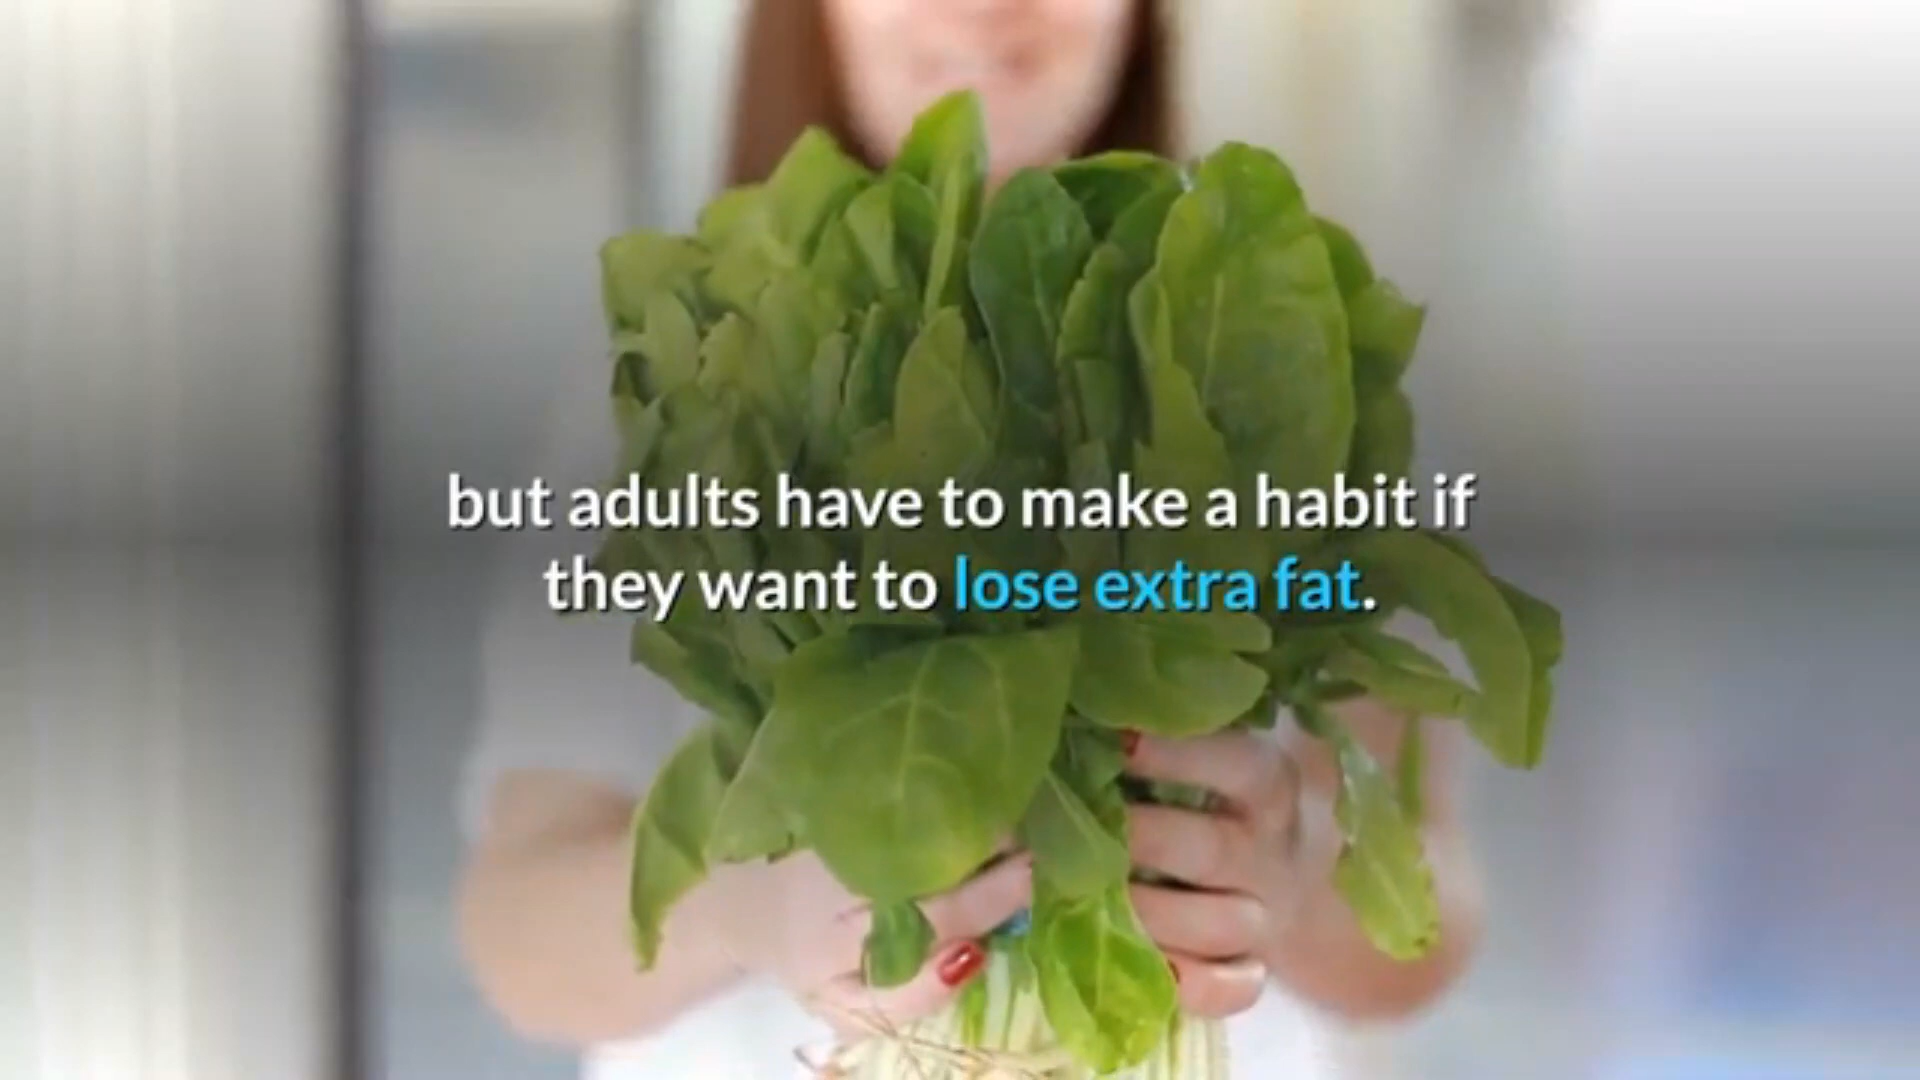 but adults have to make a habit if
they want to lose extra fat.